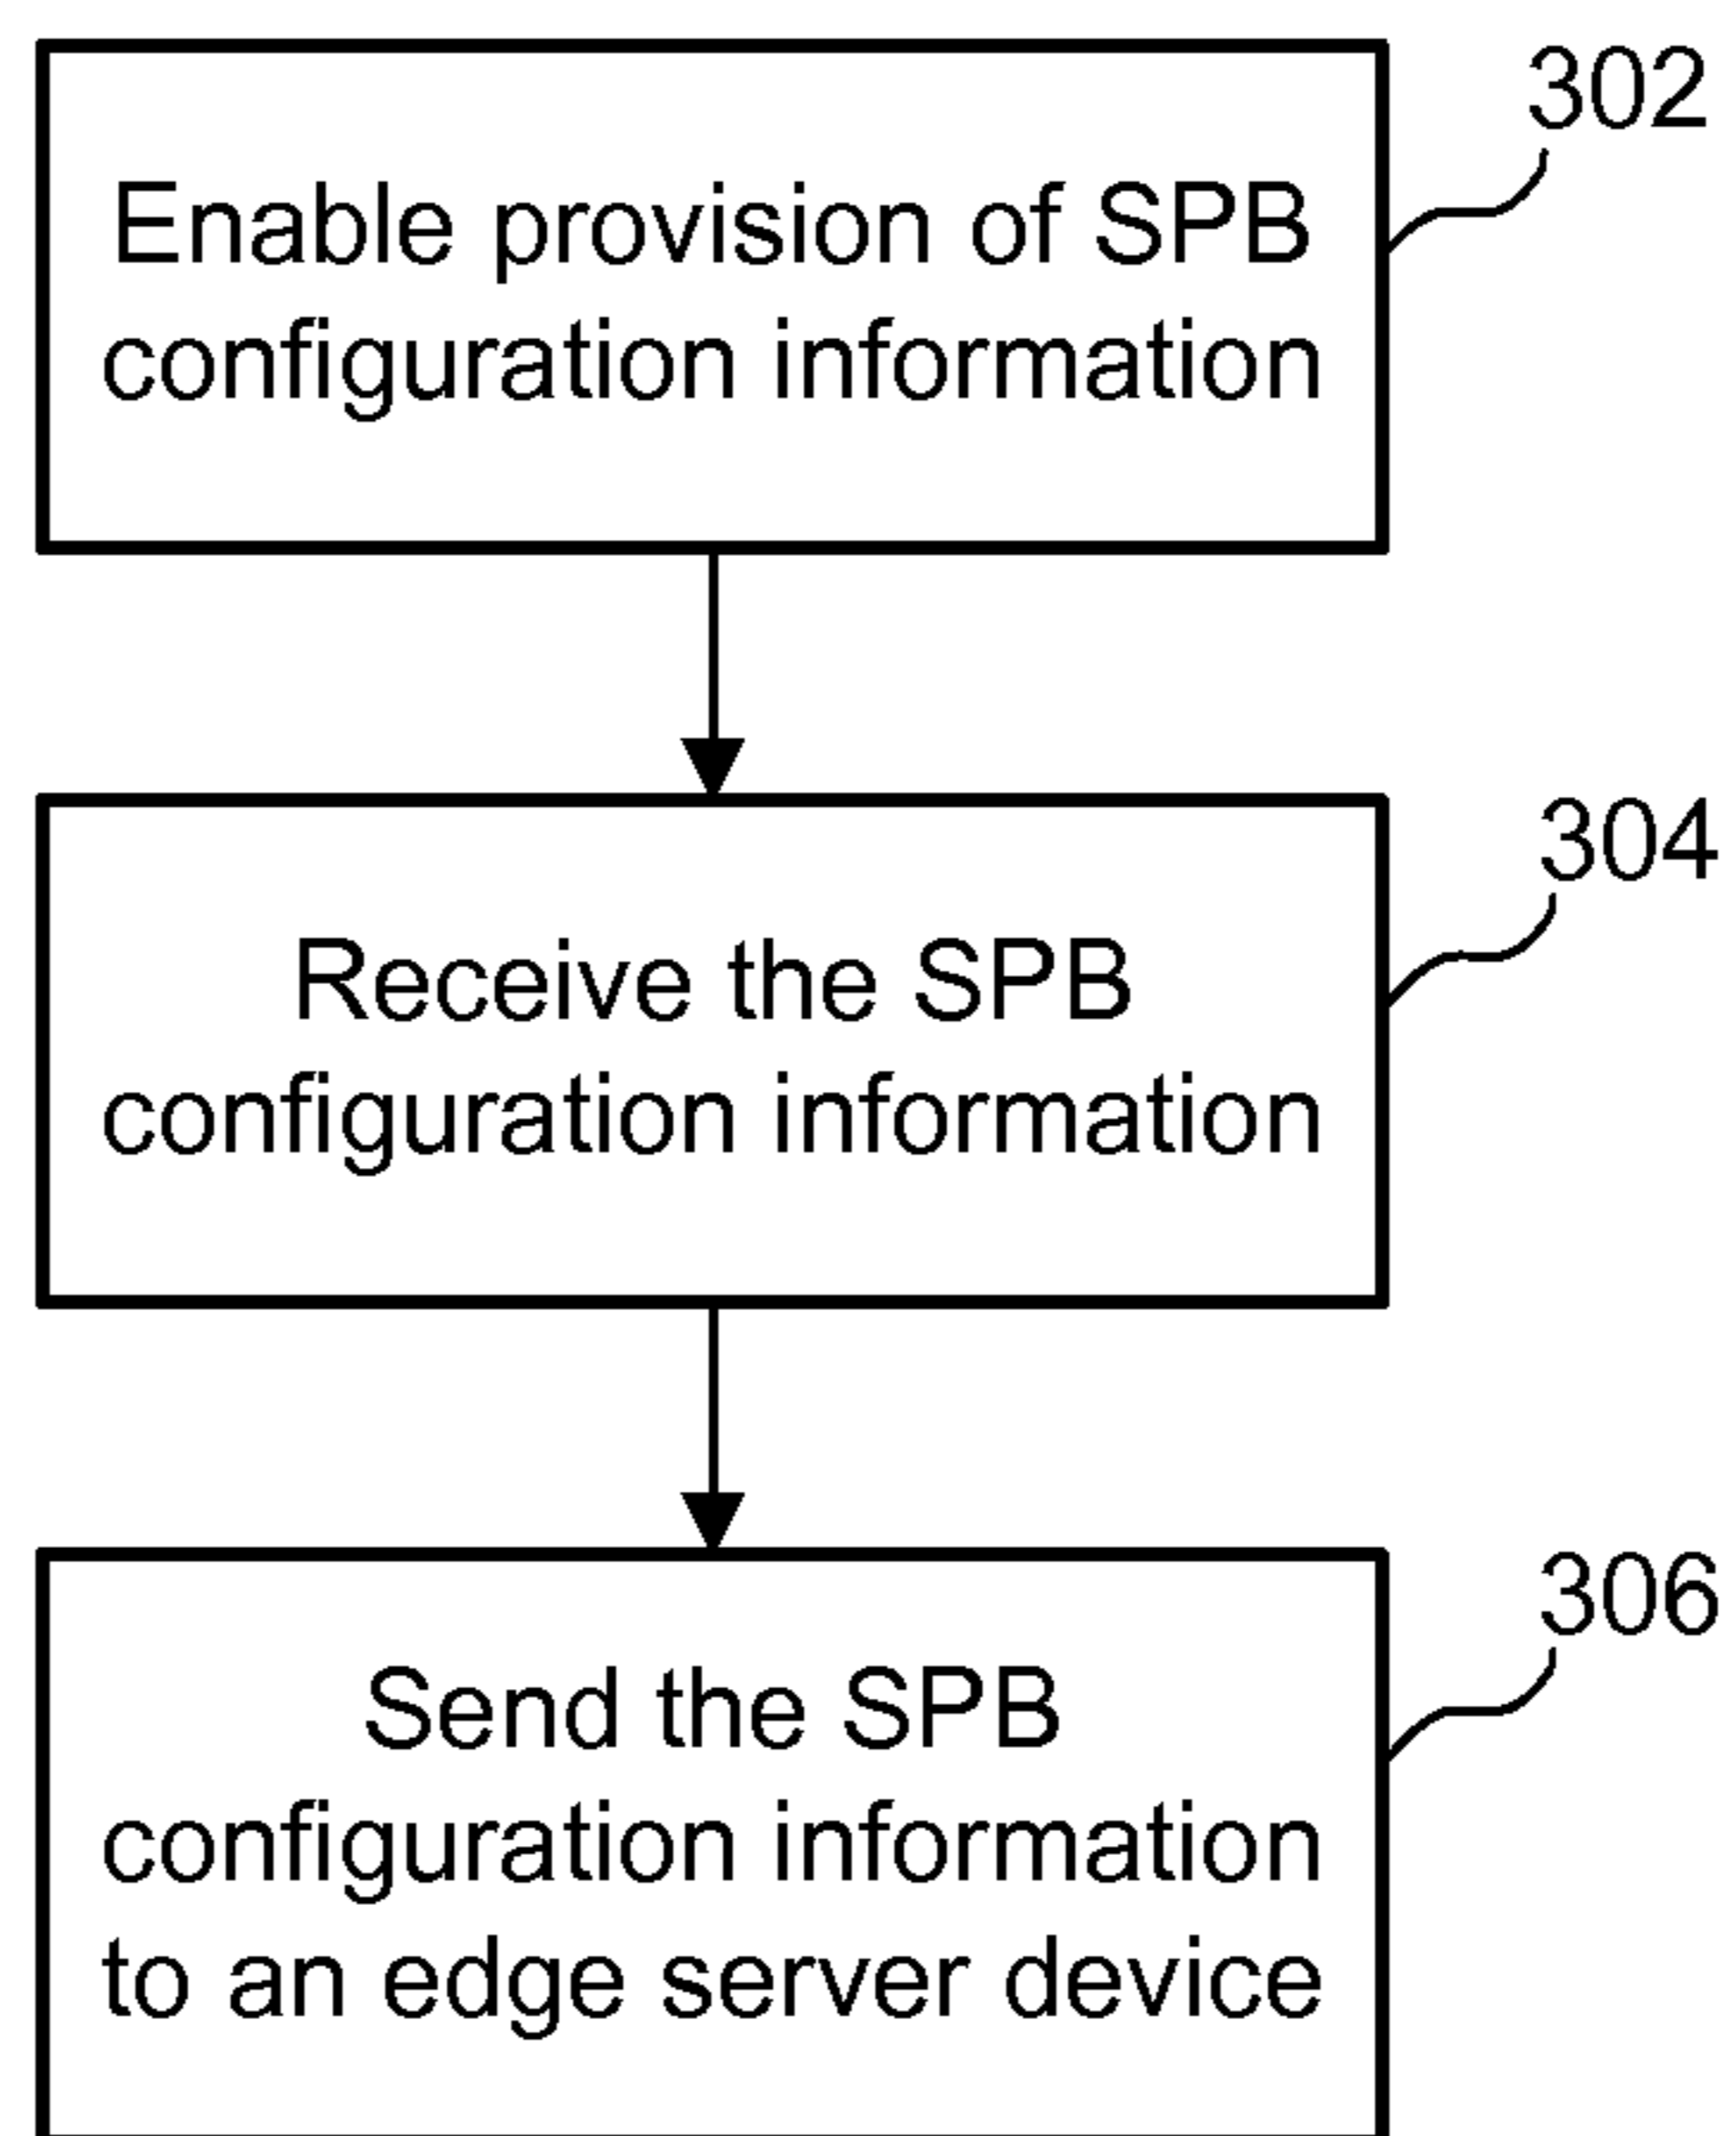 302
Enable provision of SPB
configuration information
304
Receive the SPB
configuration information
306
Send the SPB
configuration information
to an edge server device